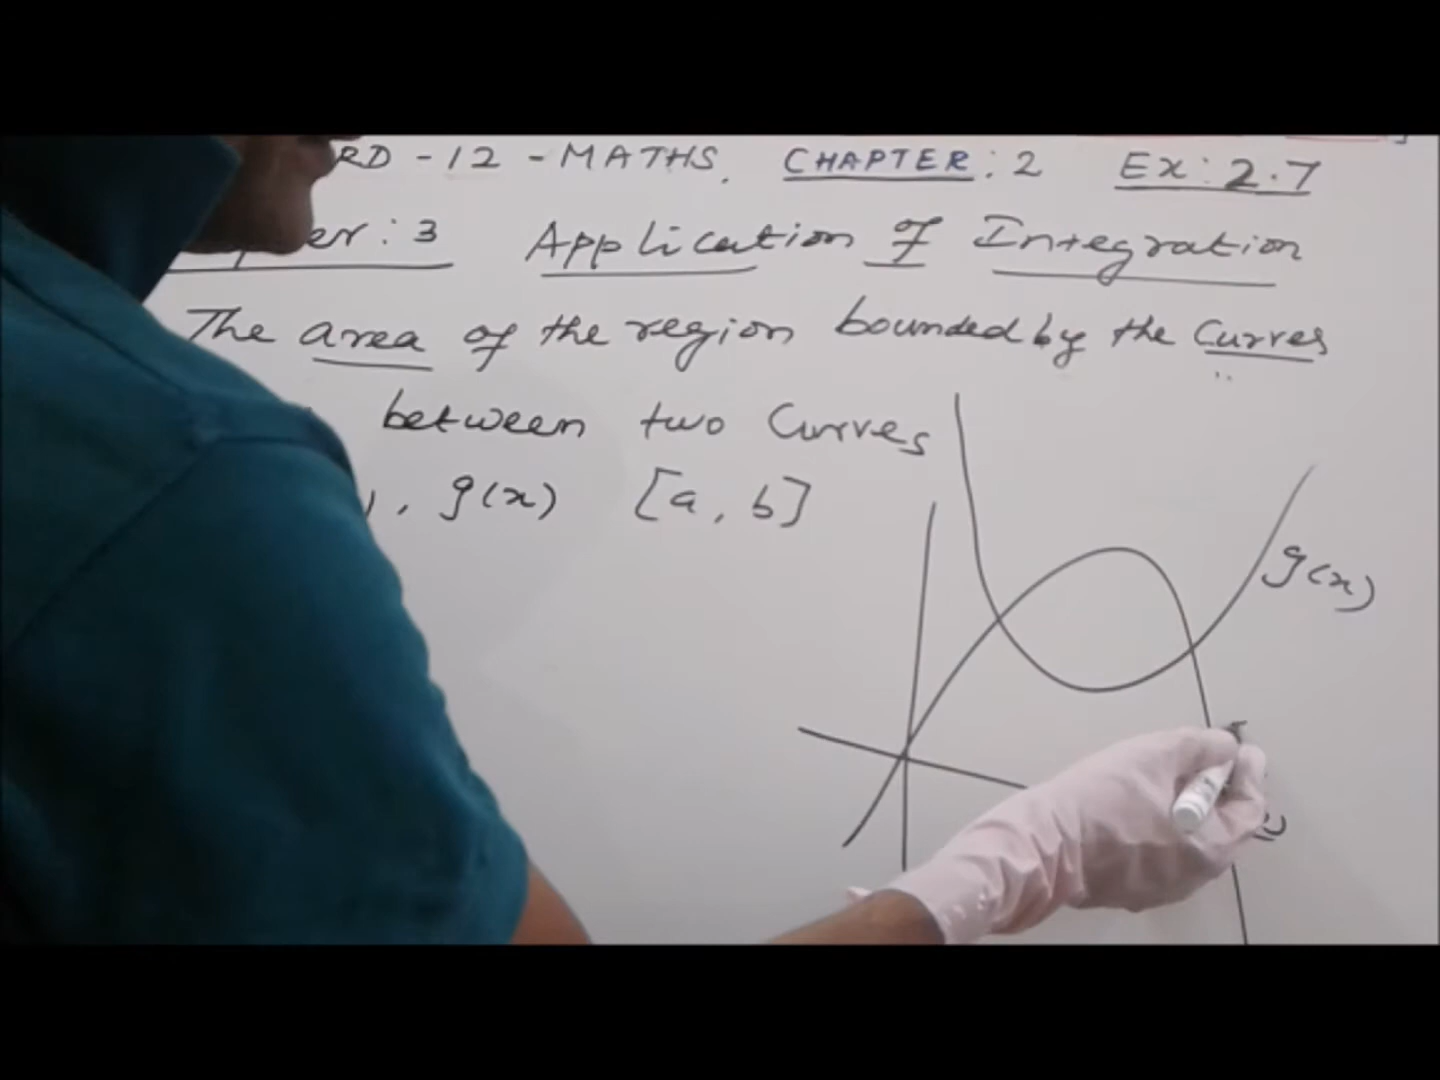 RD - 12 - MATHS. CHAPTER : 2 Ex : 2.7
er : 3 Application of Integration
The area of the region bounded by the Curves
between two Curves
), g(x) [a, b]
g(x)